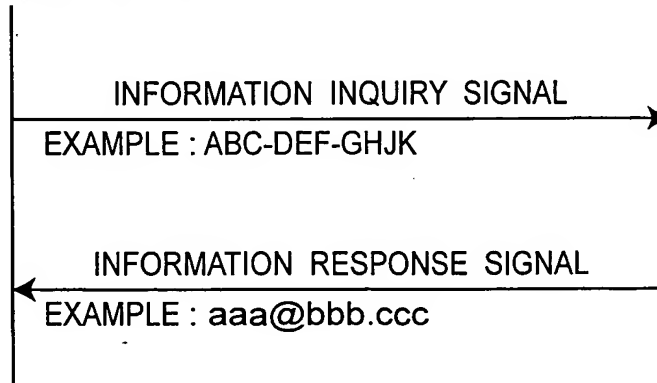 INFORMATION INQUIRY SIGNAL
EXAMPLE : ABC-DEF-GHJK
INFORMATION RESPONSE SIGNAL
EXAMPLE : aaa@bbb.ccc